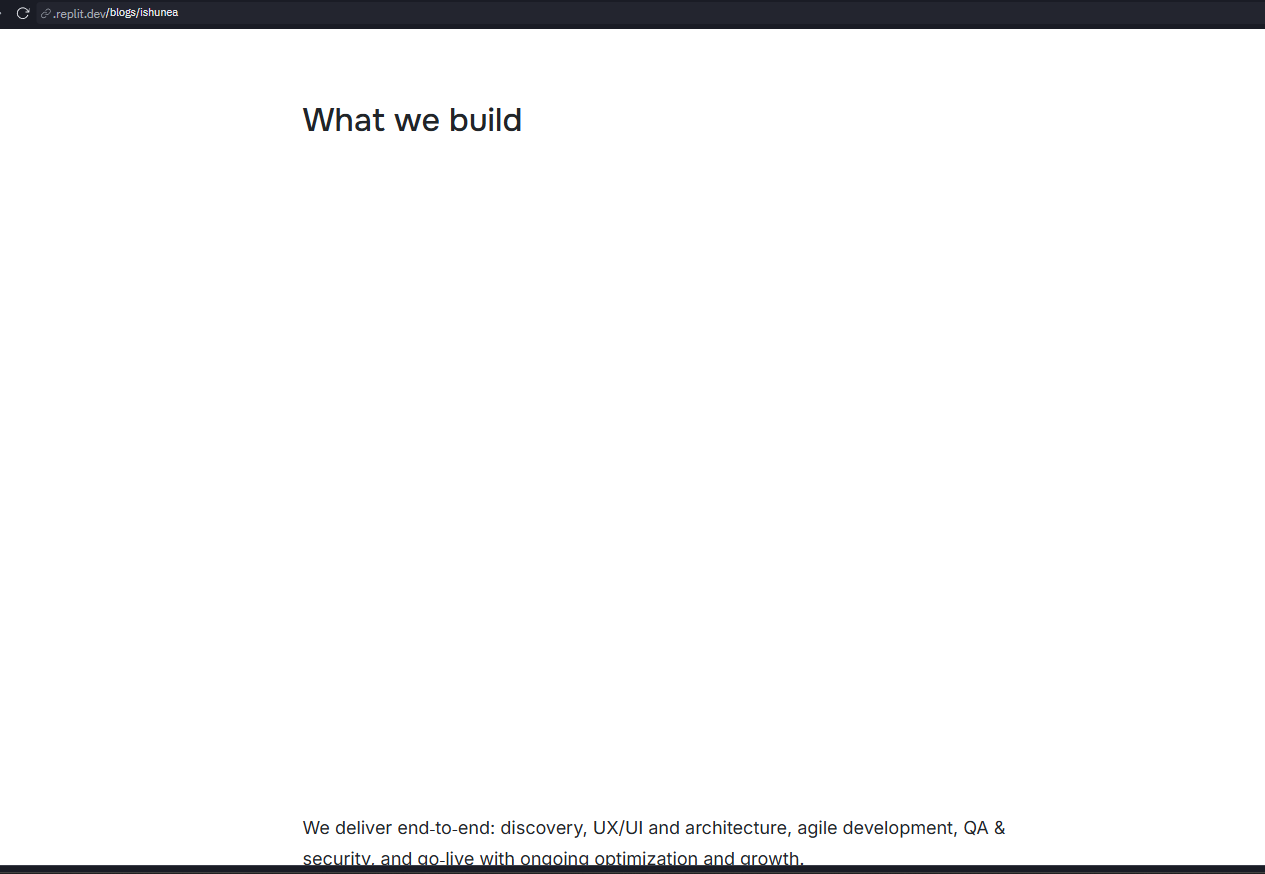 .replit.dev/blogs/ishunea
What we build
We deliver end-to-end: discovery, UX/UI and architecture, agile development, QA &
security, and go-live with ongoing optimization and growth.